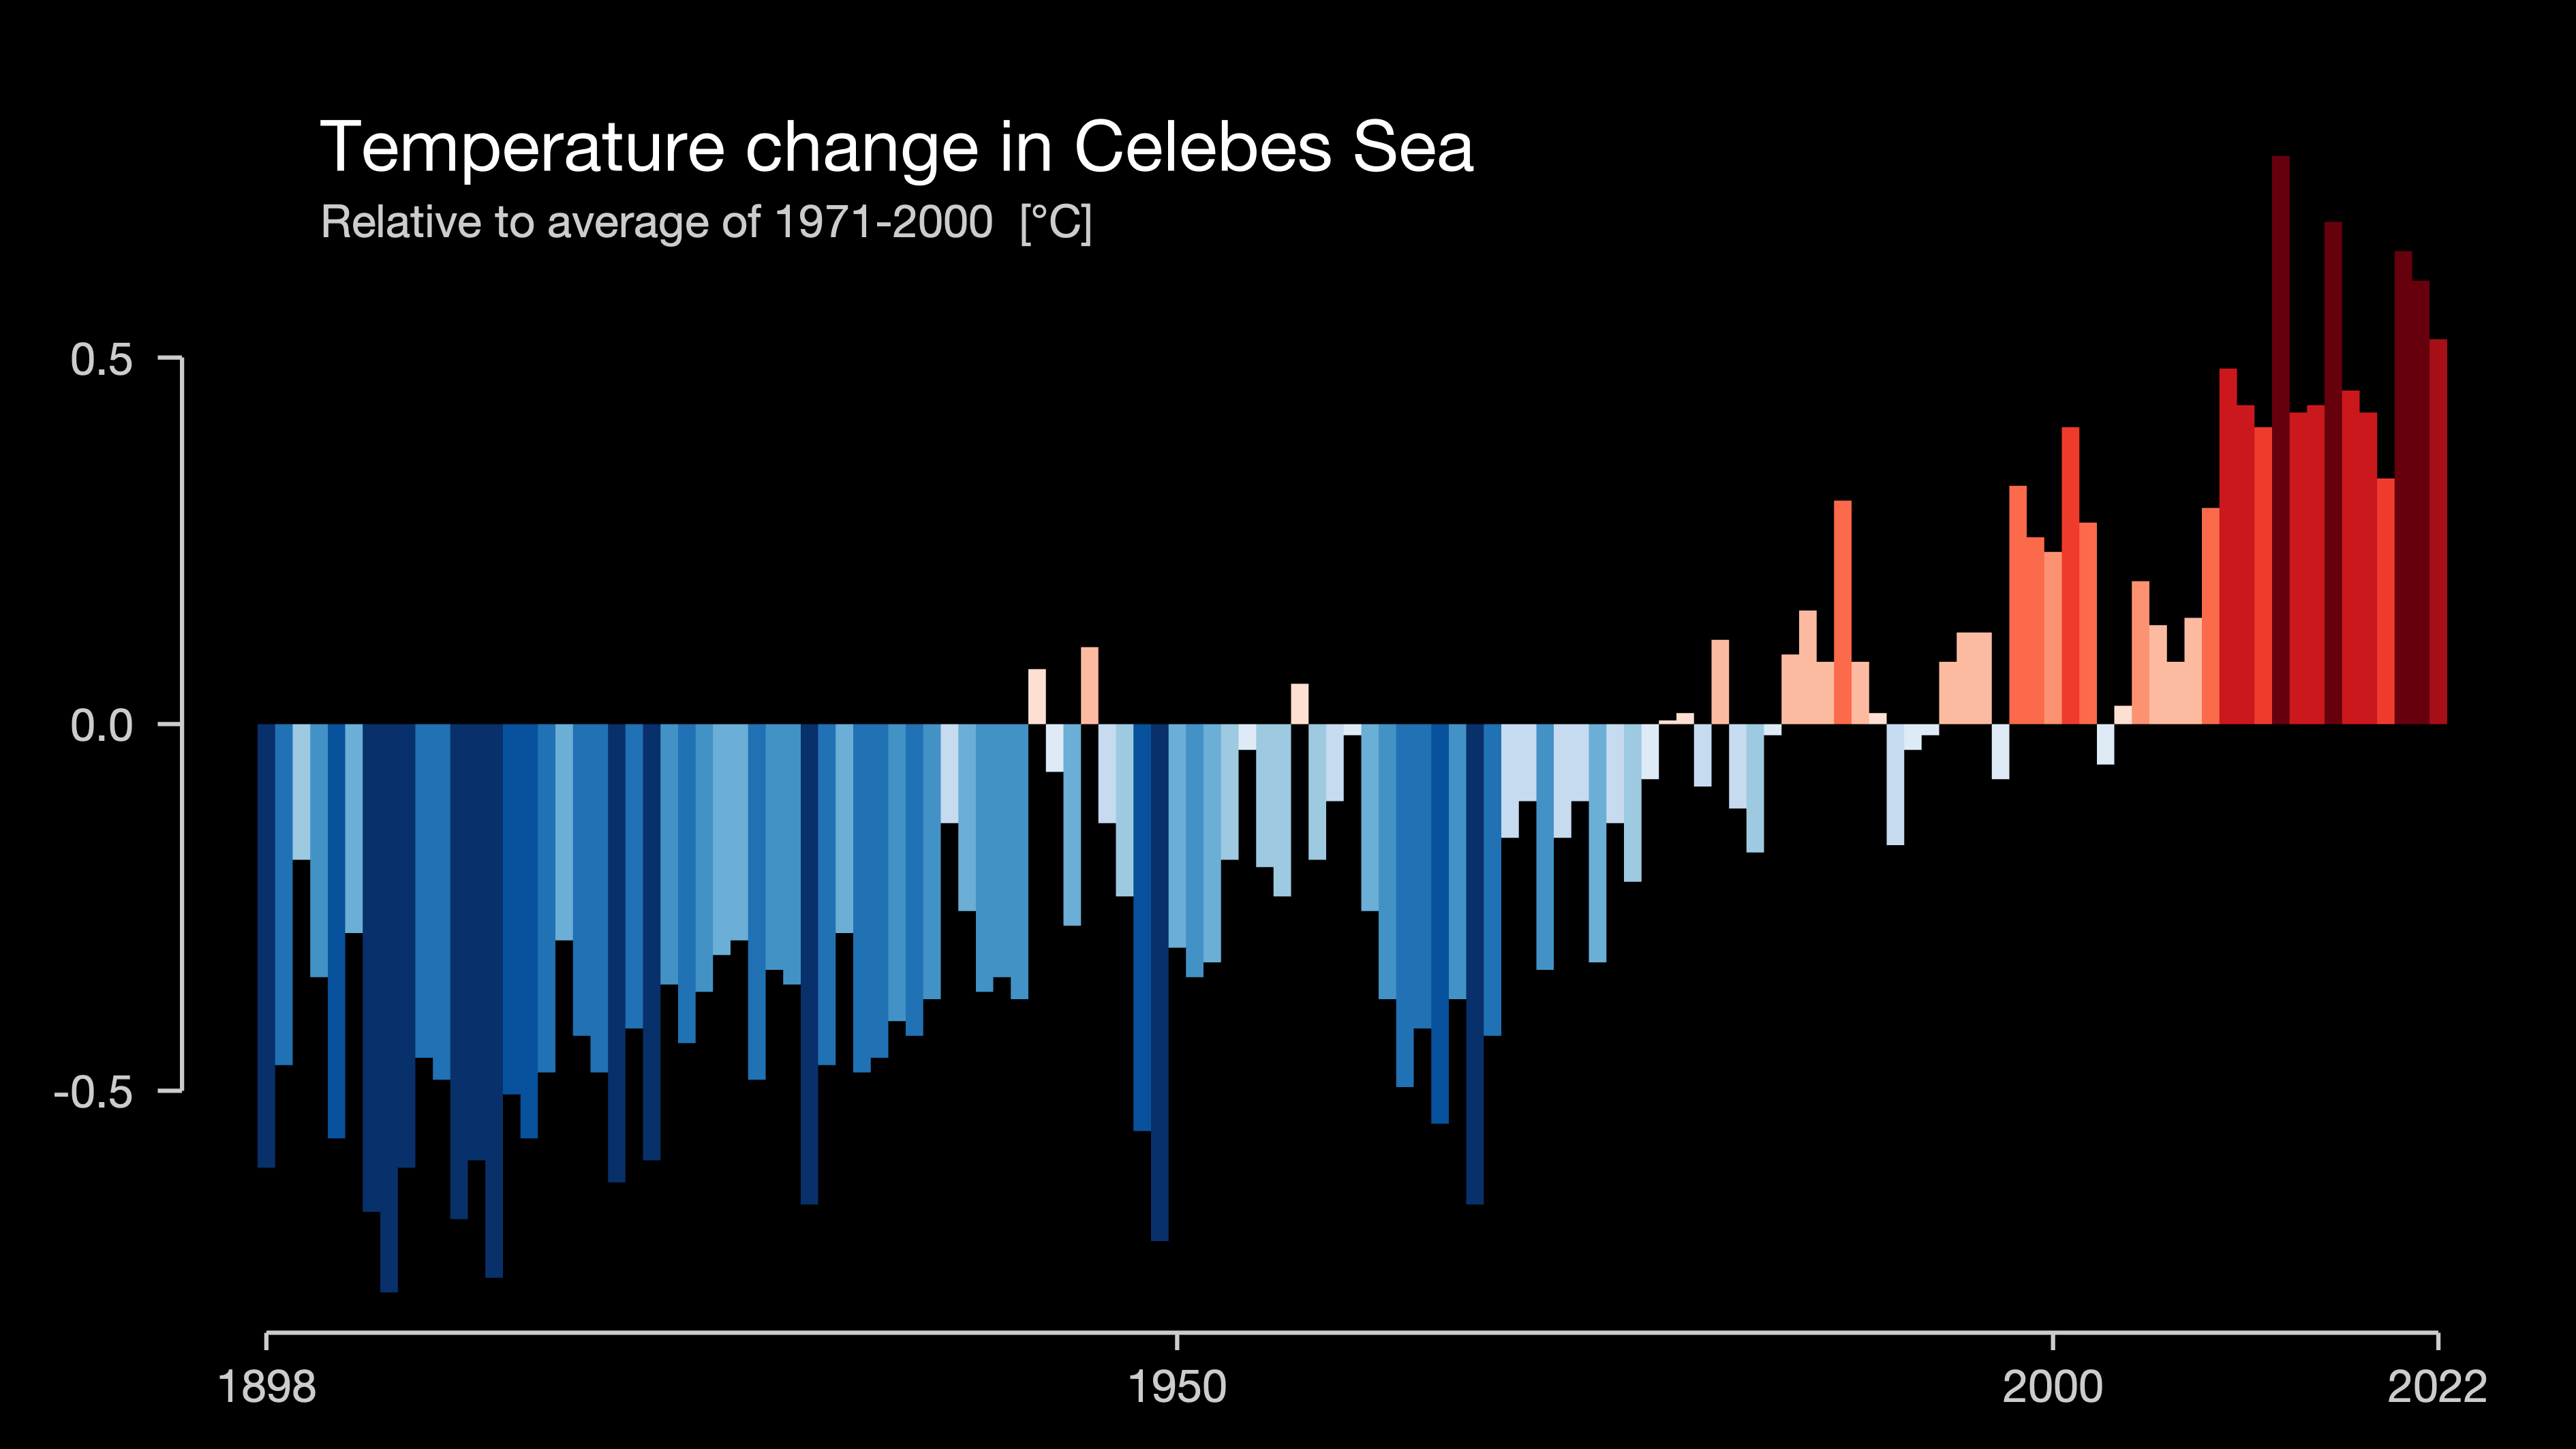 Temperature change in Celebes Sea
Relative to average of 1971-2000 [°C]
0.5
0.0
-0.5
1898 1950 2000 2022